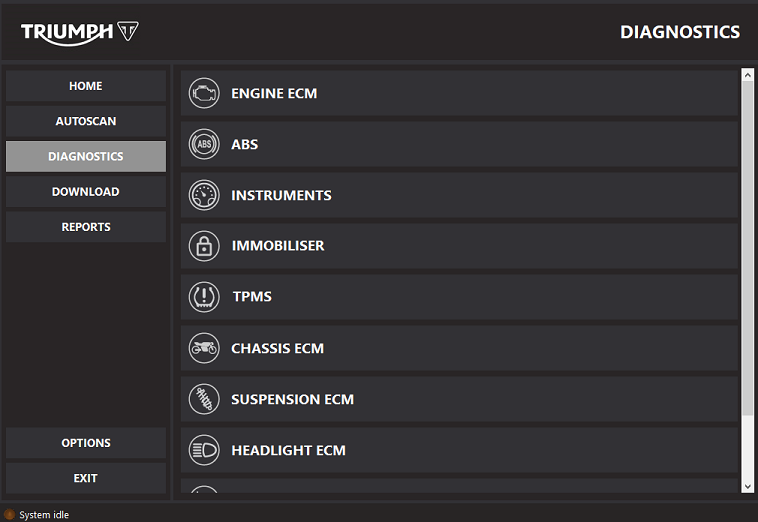 TRIUMPH
DIAGNOSTICS
HOME
AUTOSCAN
DIAGNOSTICS
DOWNLOAD
REPORTS
OPTIONS
EXIT
ENGINE ECM
ABS
ABS
INSTRUMENTS
IMMOBILISER
TPMS
CHASSIS ECM
SUSPENSION ECM
HEADLIGHT ECM
System idle